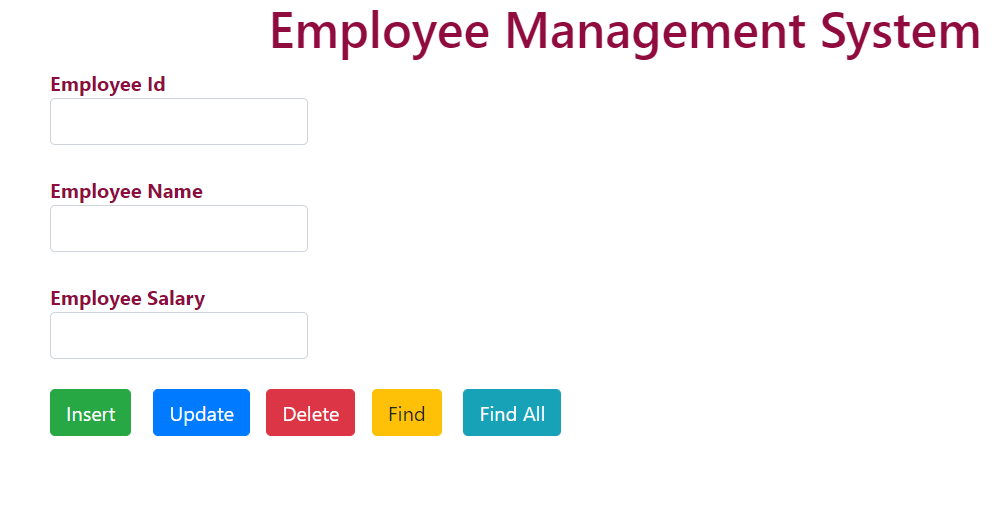 Employee Management System
Employee Id
Employee Name
Employee Salary
Insert Update Delete Find Find All